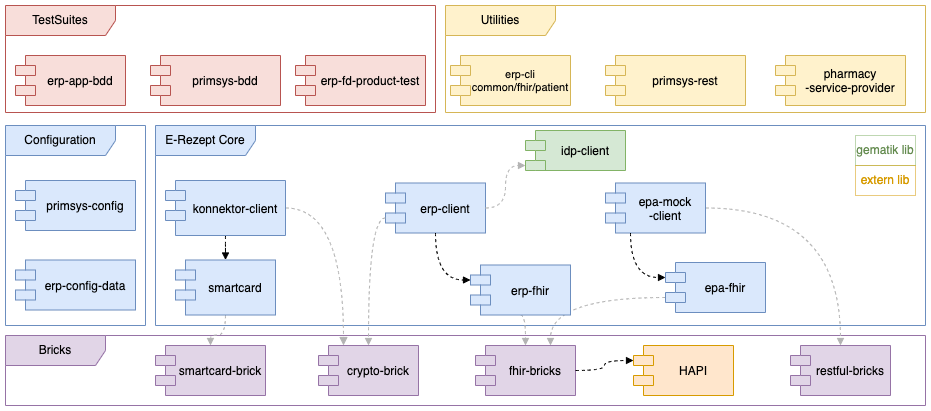 TestSuites
Utilities
erp-app-bdd
primsys-bdd
erp-fd-product-test
erp-cli
common/fhir/patient
primsys-rest
pharmacy
-service-provider
Configuration
E-Rezept Core
idp-client
gematik lib
extern lib
primsys-config
konnektor-client
erp-client
epa-mock
-client
erp-config-data
smartcard
erp-fhir
epa-fhir
Bricks
smartcard-brick
crypto-brick
fhir-bricks
HAPI
restful-bricks